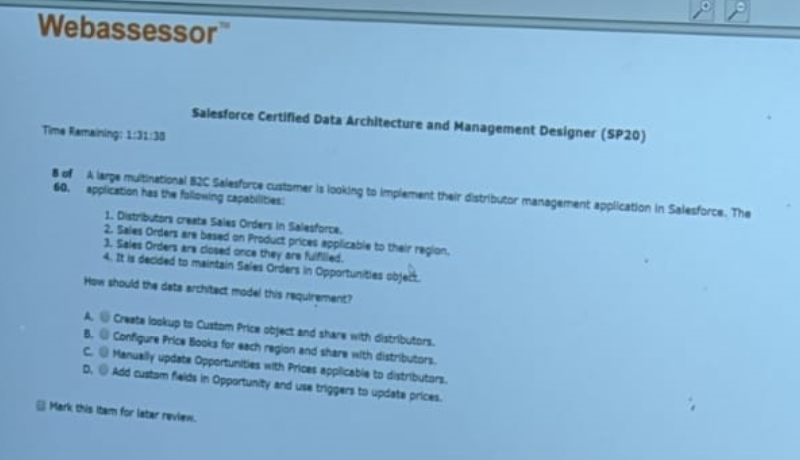 Webassessor™
Salesforce Certified Data Architecture and Management Designer (SP20)
Time Remaining: 1:31:38
8 of 60. A large multinational B2C Salesforce customer is looking to implement their distributor management application in Salesforce. The
application has the following capabilities:
1. Distributors create Sales Orders in Salesforce.
2. Sales Orders are based on Product prices applicable to their region.
3. Sales Orders are closed once they are fulfilled.
4. It is decided to maintain Sales Orders in Opportunities object.
How should the data architect model this requirement?
A. Create lookup to Custom Price object and share with distributors.
B. Configure Price Books for each region and share with distributors.
C. Manually update Opportunities with Prices applicable to distributors.
D. Add custom fields in Opportunity and use triggers to update prices.
Mark this item for later review.